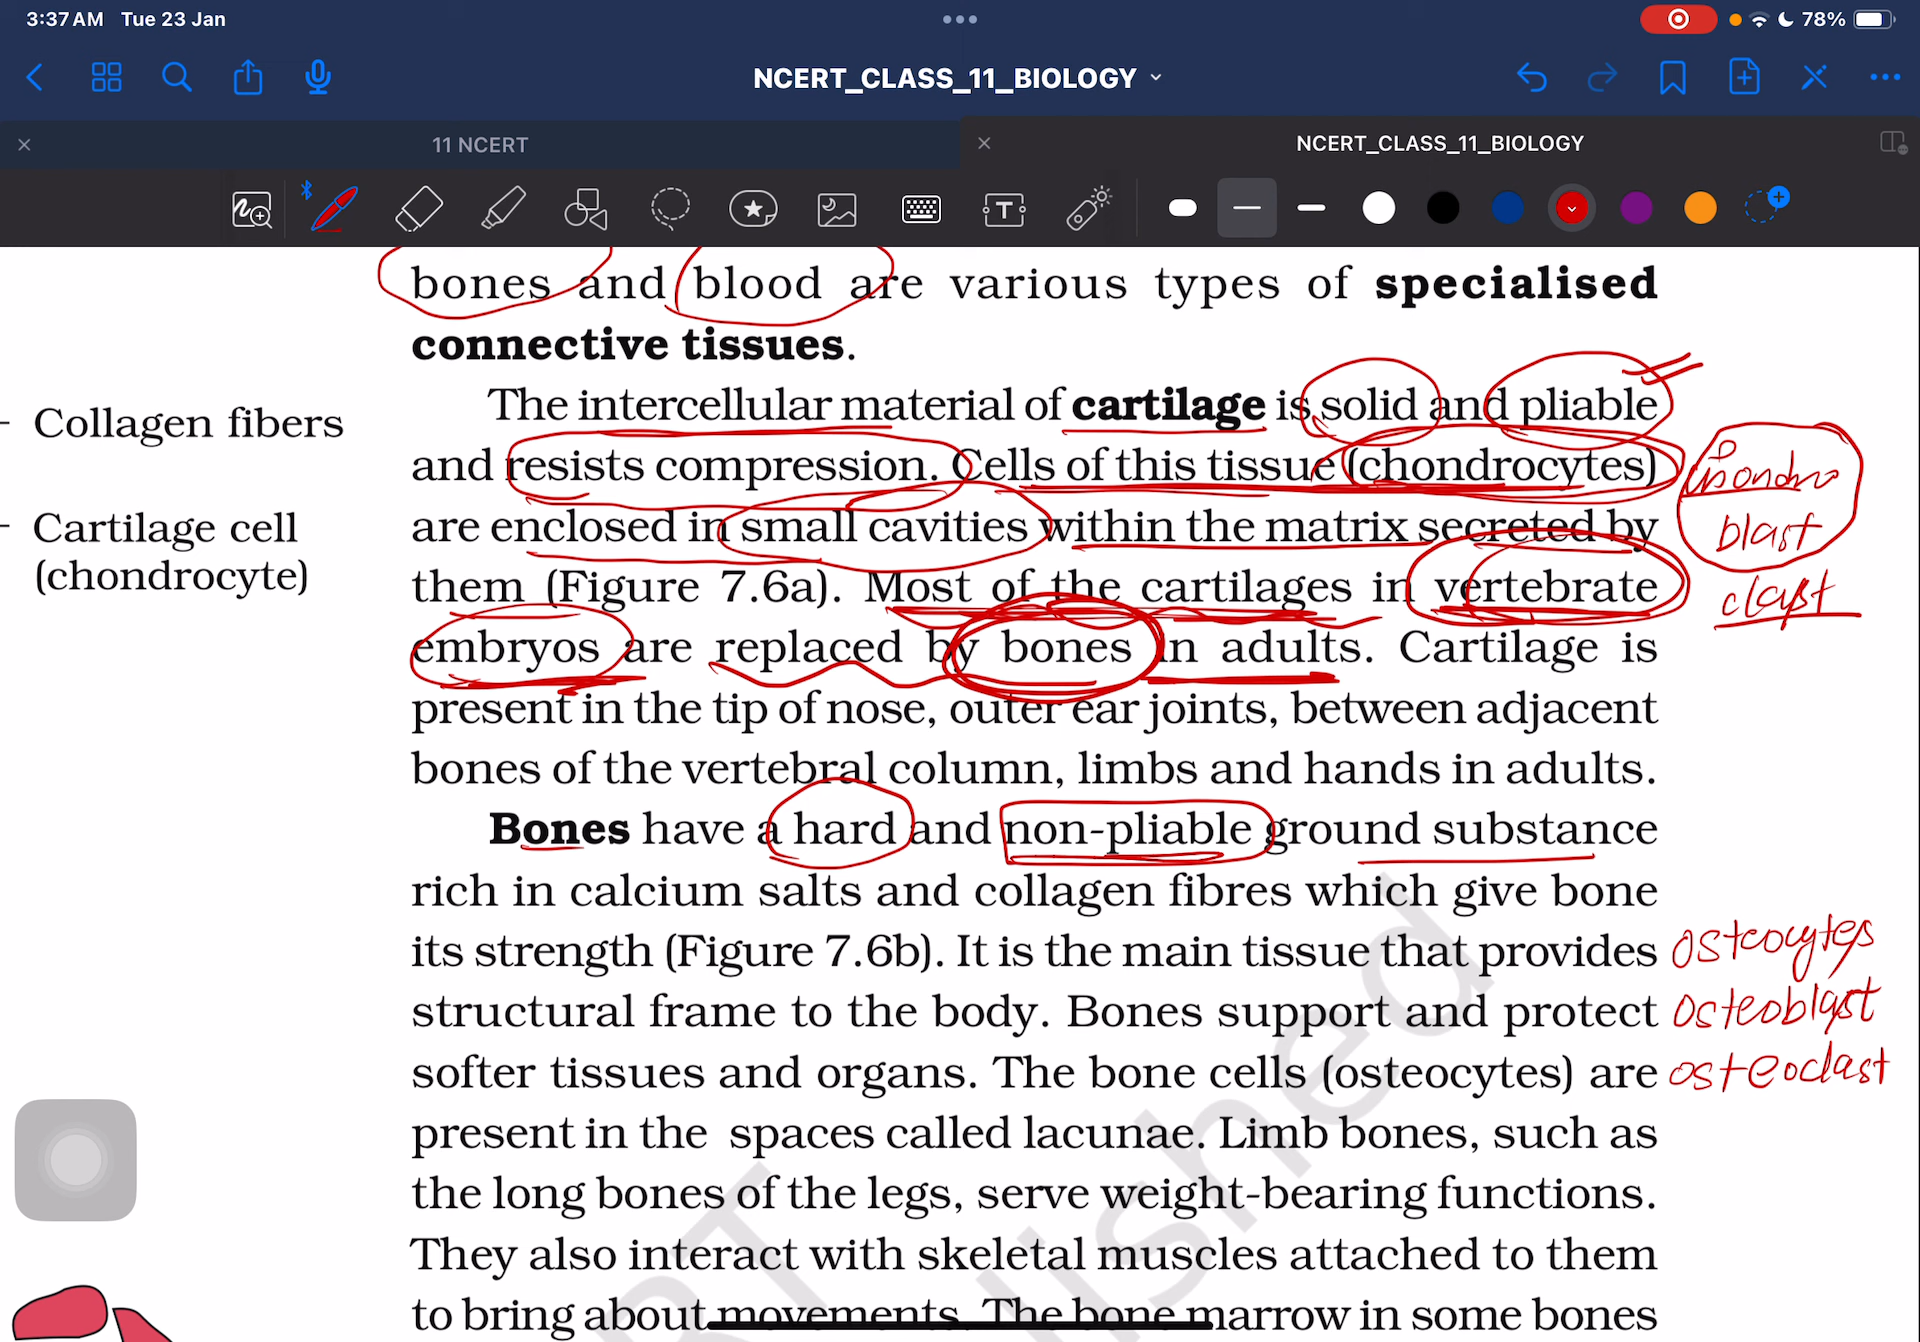 3:37 AM Tue 23 Jan
78%
NCERT_CLASS_11_BIOLOGY
11 NCERT
NCERT_CLASS_11_BIOLOGY
bones and blood are various types of specialised
connective tissues.
The intercellular material of cartilage is solid and pliable
and resists compression. Cells of this tissue (chondrocytes)
are enclosed in small cavities within the matrix secreted by
them (Figure 7.6a). Most of the cartilages in vertebrate
embryos are replaced by bones in adults. Cartilage is
present in the tip of nose, outer ear joints, between adjacent
bones of the vertebral column, limbs and hands in adults.
Bones have a hard and non-pliable ground substance
rich in calcium salts and collagen fibres which give bone
its strength (Figure 7.6b). It is the main tissue that provides
structural frame to the body. Bones support and protect
softer tissues and organs. The bone cells (osteocytes) are
present in the spaces called lacunae. Limb bones, such as
the long bones of the legs, serve weight-bearing functions.
They also interact with skeletal muscles attached to them
to bring about movements. The bone marrow in some bones
Collagen fibers
Cartilage cell
(chondrocyte)
blast
clast
osteocytes
osteoblast
osteoclast